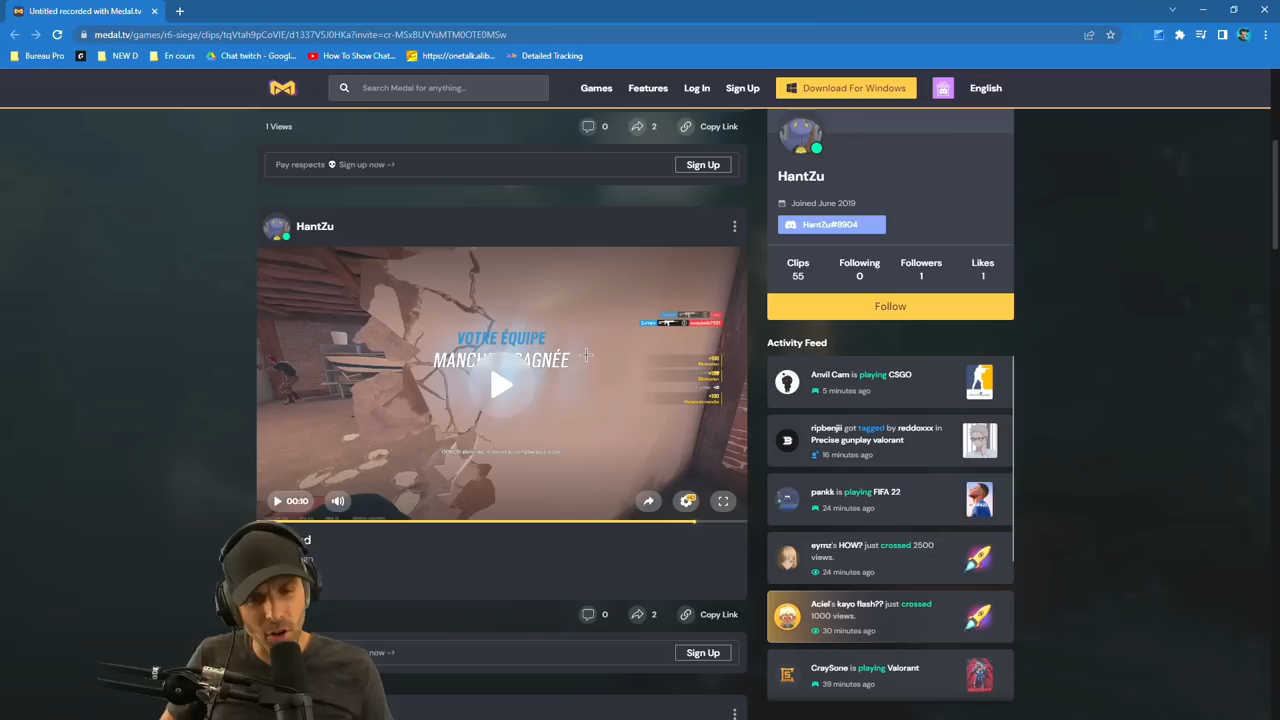 Untitled recorded with Medal.tv
medal.tv/games/r6-siege/clips/tqVtah9pCoVIE/d1337V5J0HKa?invite=cr-MSxBUVYsMTM0OTE0MSw
Bureau Pro
NEW D
En cours
Chat twitch - Googl...
How To Show Chat...
https://onetalk.alib...
Detailed Tracking
Search Medal for anything...
Games
Features
Log In
Sign Up
Download For Windows
English
1 Views
0
2
Copy Link
Pay respects
Sign up now ->
Sign Up
HantZu
VOTRE ÉQUIPE
+100
+100
+100
00:10
HD
0
2
Copy Link
now ->
Sign Up
HantZu
Joined June 2019
HantZu#8904
Clips
55
Following
0
Followers
1
Likes
1
Follow
Activity Feed
Anvil Cam is playing CSGO
5 minutes ago
ripbenjii got tagged by reddoxxx in
Precise gunplay valorant
16 minutes ago
pankk is playing FIFA 22
24 minutes ago
eymz's HOW? just crossed 2500
views.
24 minutes ago
Aciel's kayo flash?? just crossed
1000 views.
30 minutes ago
CraySone is playing Valorant
39 minutes ago